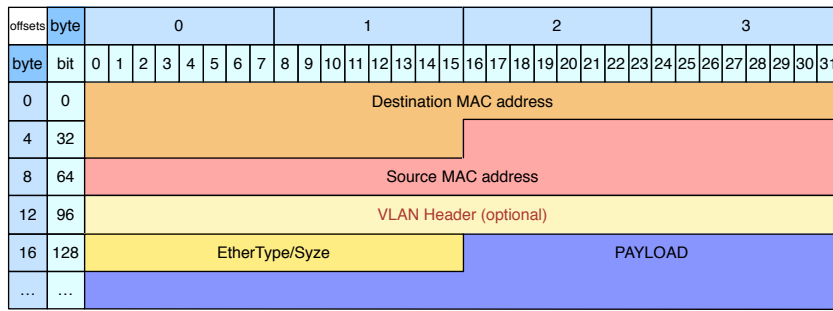 offsets byte 0 1 2 3
byte bit 0 1 2 3 4 5 6 7 8 9 10 11 12 13 14 15 16 17 18 19 20 21 22 23 24 25 26 27 28 29 30 31
0 0 Destination MAC address
4 32
8 64 Source MAC address
12 96 VLAN Header (optional)
16 128 EtherType/Syze PAYLOAD
... ...